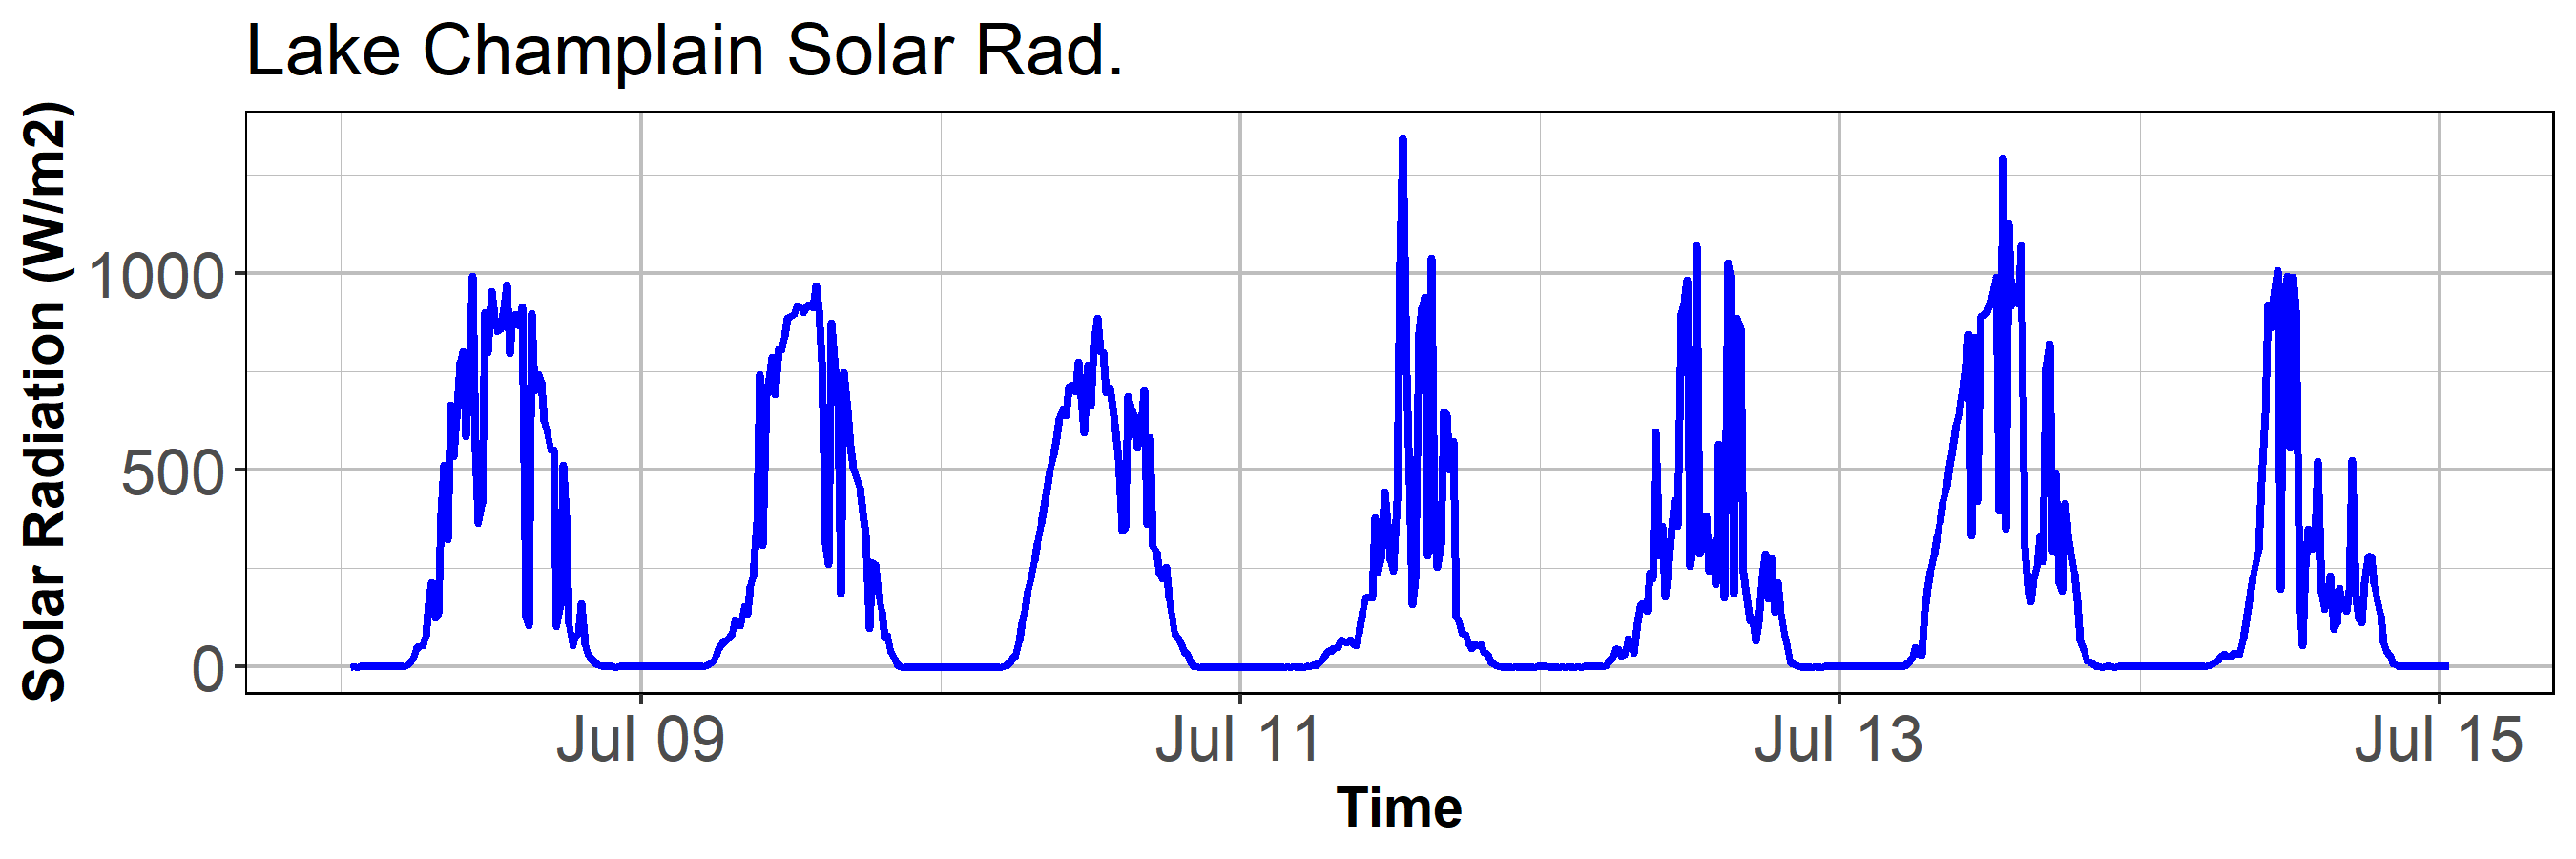 Lake Champlain Solar Rad.
Solar Radiation (W/m2)
1000
500
0
Jul 09 Jul 11 Jul 13 Jul 15
Time